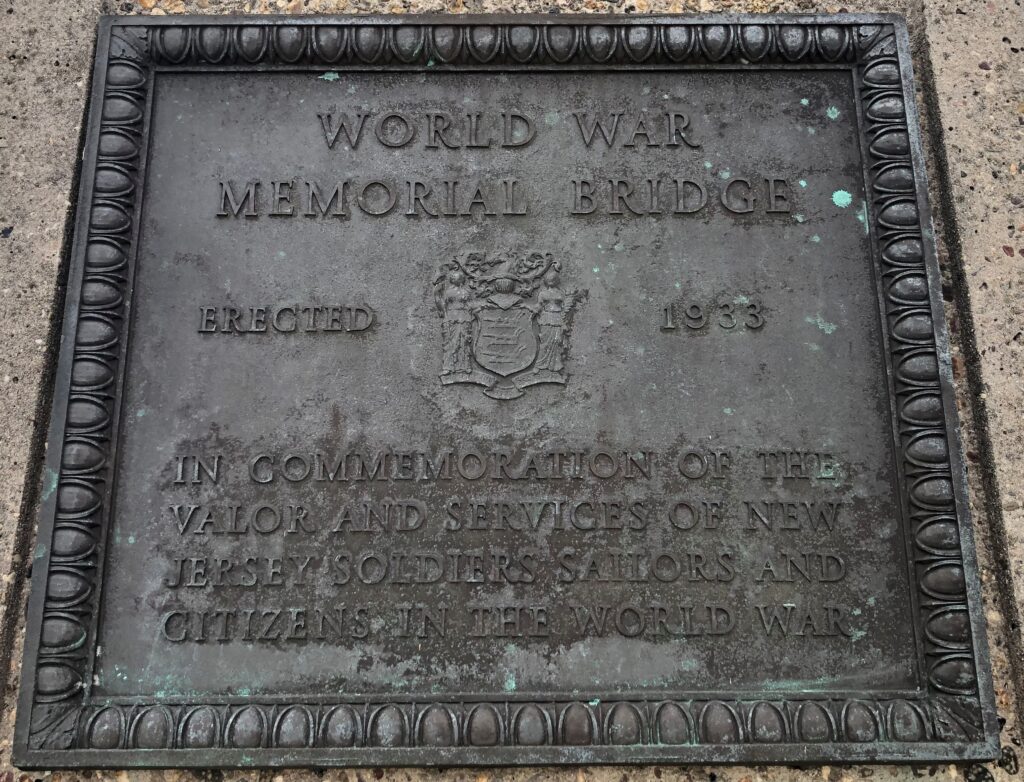 WORLD WAR
MEMORIAL BRIDGE
ERECTED 1933
IN COMMEMORATION OF THE
VALOR AND SERVICES OF NEW
JERSEY SOLDIERS SAILORS AND
CITIZENS IN THE WORLD WAR